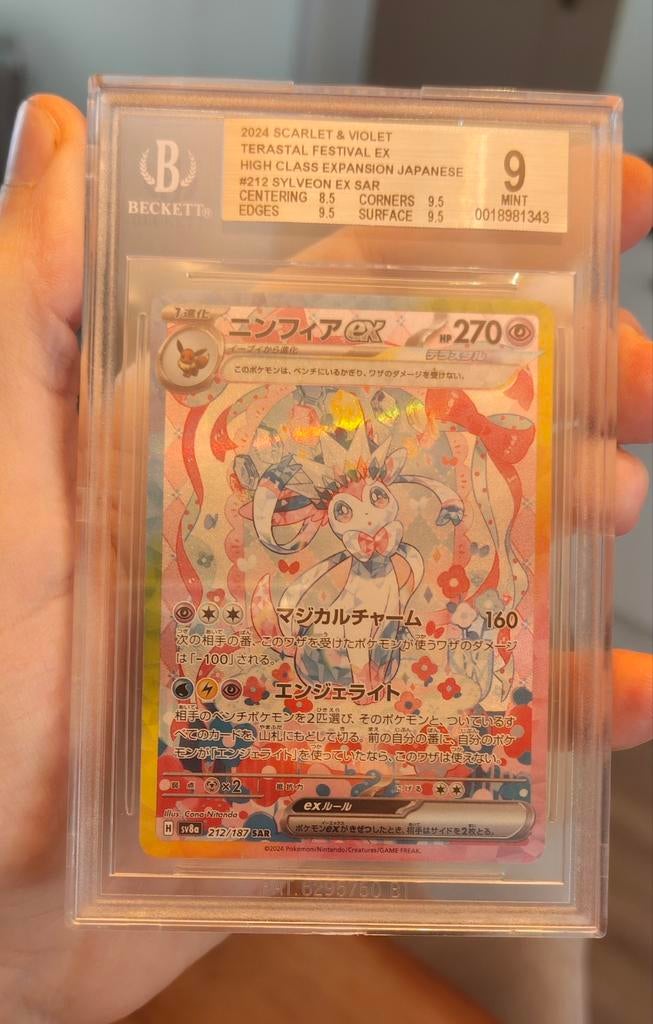 B
BECKETT®
2024 SCARLET & VIOLET
TERASTAL FESTIVAL EX
HIGH CLASS EXPANSION JAPANESE
#212 SYLVEON EX SAR
CENTERING 8.5 CORNERS 9.5
EDGES 9.5 SURFACE 9.5
9
MINT
0018981343
1進化
ニンフィアex
HP270
イーブイから進化
テラスタル
このポケモンは、ベンチにいるかぎり、ワザのダメージを受けない。
マジカルチャーム 160
次の相手の番、このワザを受けたポケモンが使うワザのダメージ
は「-100」される。
エンジェライト
相手のベンチポケモンを2匹選び、そのポケモンと、ついているす
べてのカードを、山札にもどして切る。前の自分の番に、自分のポケ
モンが「エンジェライト」を使っていたなら、このワザは使えない。
弱点 ×2 抵抗力 にげる
exルール
ポケモンexがきぜつしたとき、相手はサイドを2枚とる。
Illus. Cona Nitanda
H sv8a 212/187 SAR
©2024 Pokémon/Nintendo/Creatures/GAME FREAK.
PAT.6295750 B1